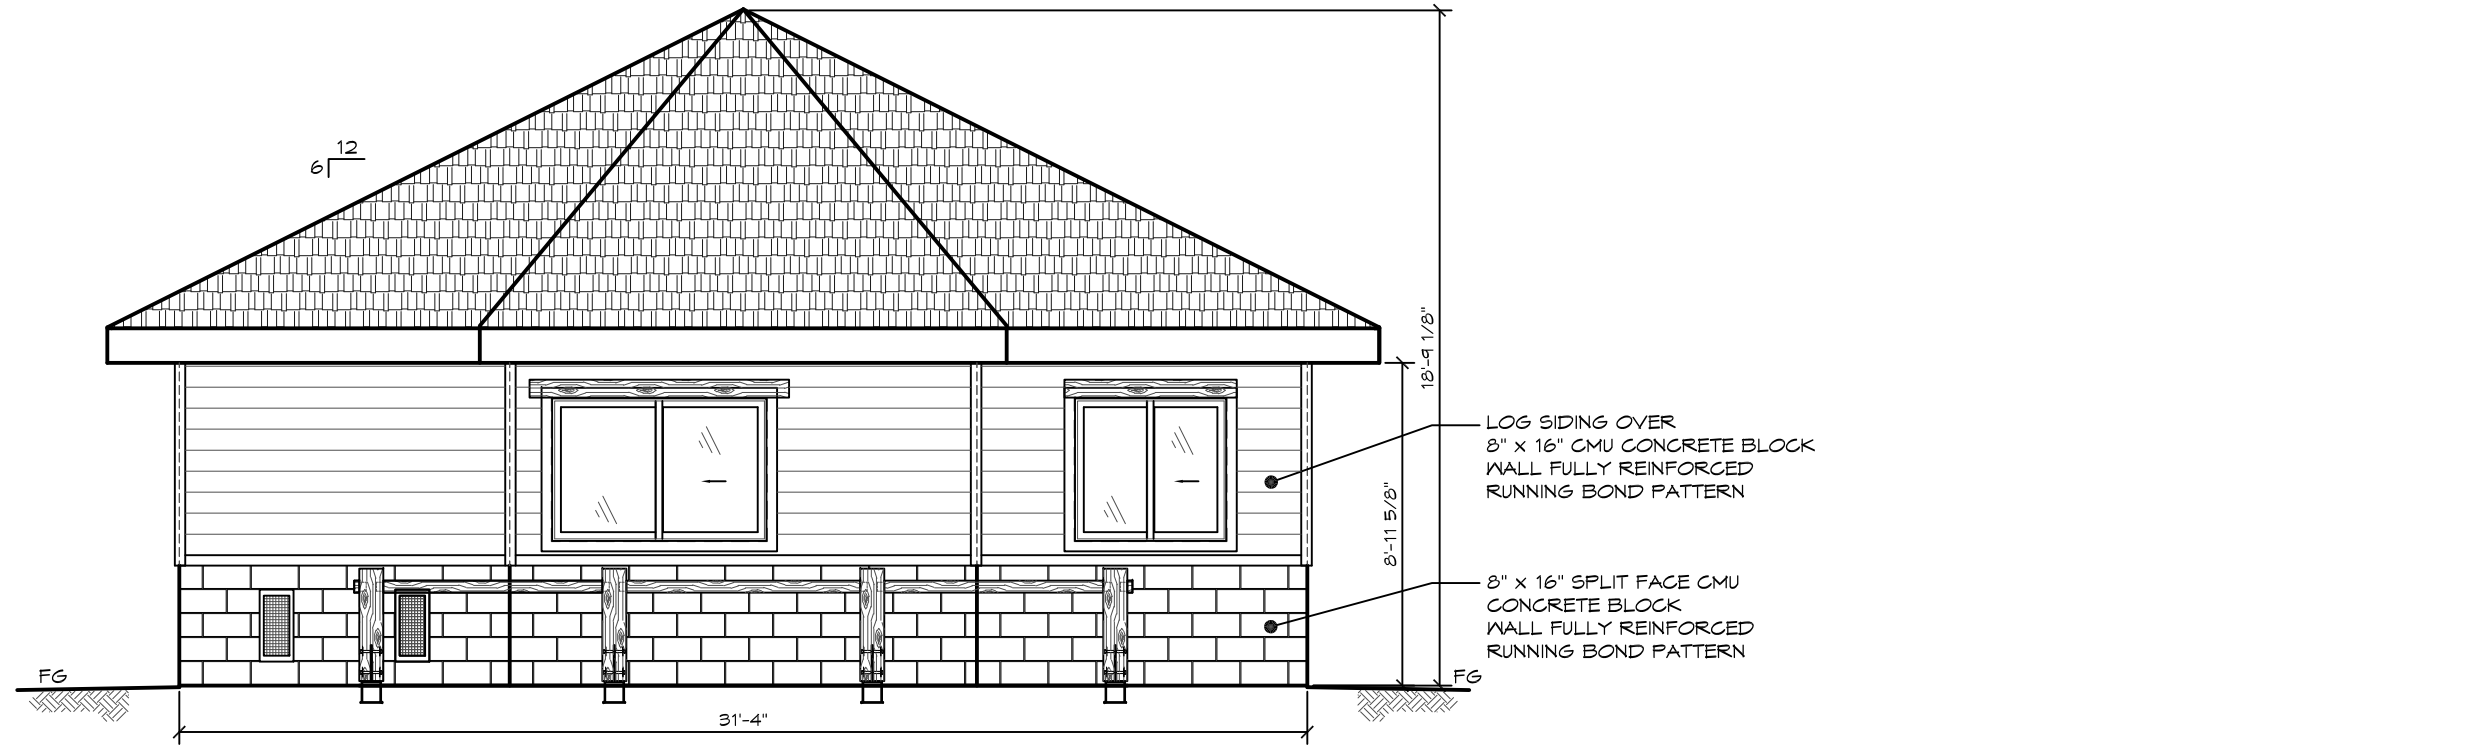 12
6
18'-9 1/8"
LOG SIDING OVER
8" x 16" CMU CONCRETE BLOCK
WALL FULLY REINFORCED
RUNNING BOND PATTERN
8'-11 5/8"
8" x 16" SPLIT FACE CMU
CONCRETE BLOCK
WALL FULLY REINFORCED
RUNNING BOND PATTERN
FG
FG
31'-4"